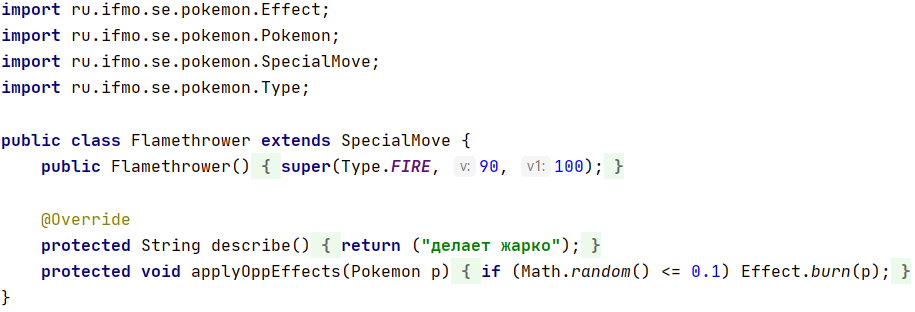 import ru.ifmo.se.pokemon.Effect;
import ru.ifmo.se.pokemon.Pokemon;
import ru.ifmo.se.pokemon.SpecialMove;
import ru.ifmo.se.pokemon.Type;

public class Flamethrower extends SpecialMove {
    public Flamethrower() { super(Type.FIRE, v: 90, v1: 100); }

    @Override
    protected String describe() { return ("делает жарко"); }
    protected void applyOppEffects(Pokemon p) { if (Math.random() <= 0.1) Effect.burn(p); }
}